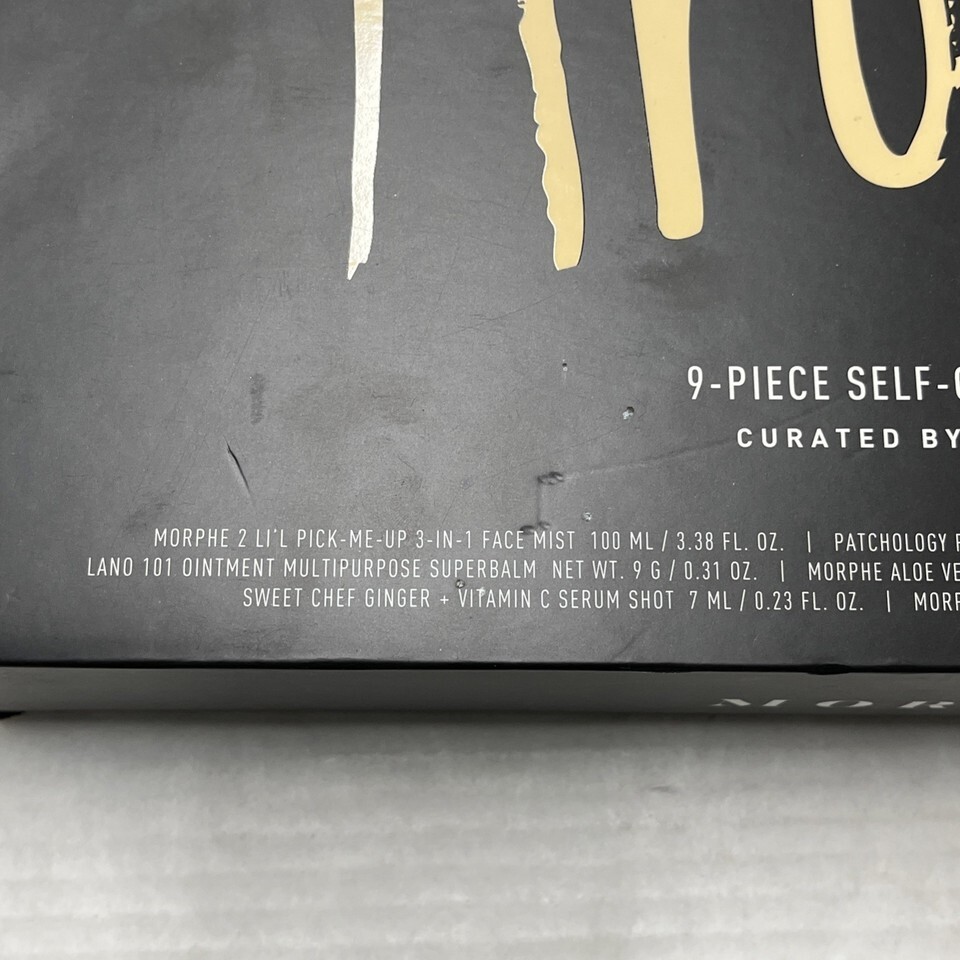 9-PIECE SELF-
CURATED BY
MORPHE 2 LI'L PICK-ME-UP 3-IN-1 FACE MIST 100 ML / 3.38 FL. OZ. | PATCHOLOGY
LANO 101 OINTMENT MULTIPURPOSE SUPERBALM NET WT. 9 G / 0.31 OZ. | MORPHE ALOE VE
SWEET CHEF GINGER + VITAMIN C SERUM SHOT 7 ML / 0.23 FL. OZ. | MORP
MOR